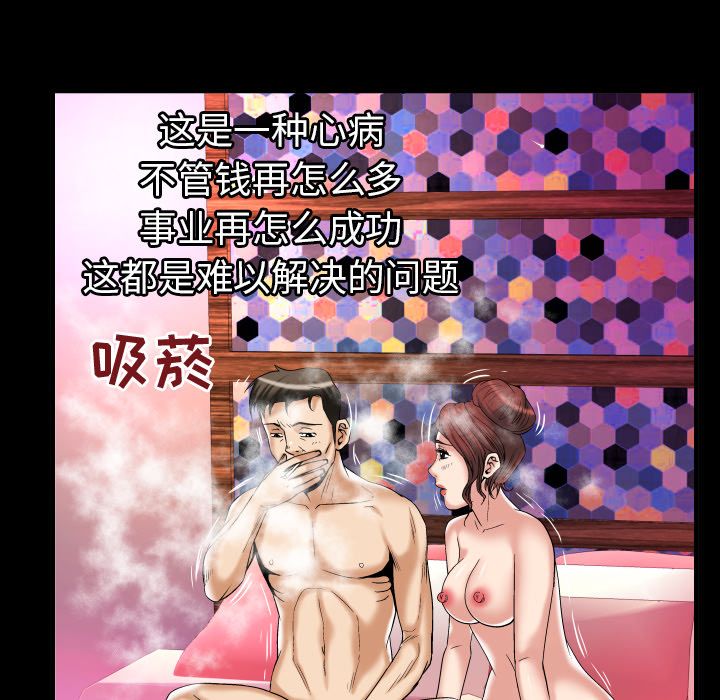 这是一种心病
不管钱再怎么多
事业再怎么成功
这都是难以解决的问题
吸菸